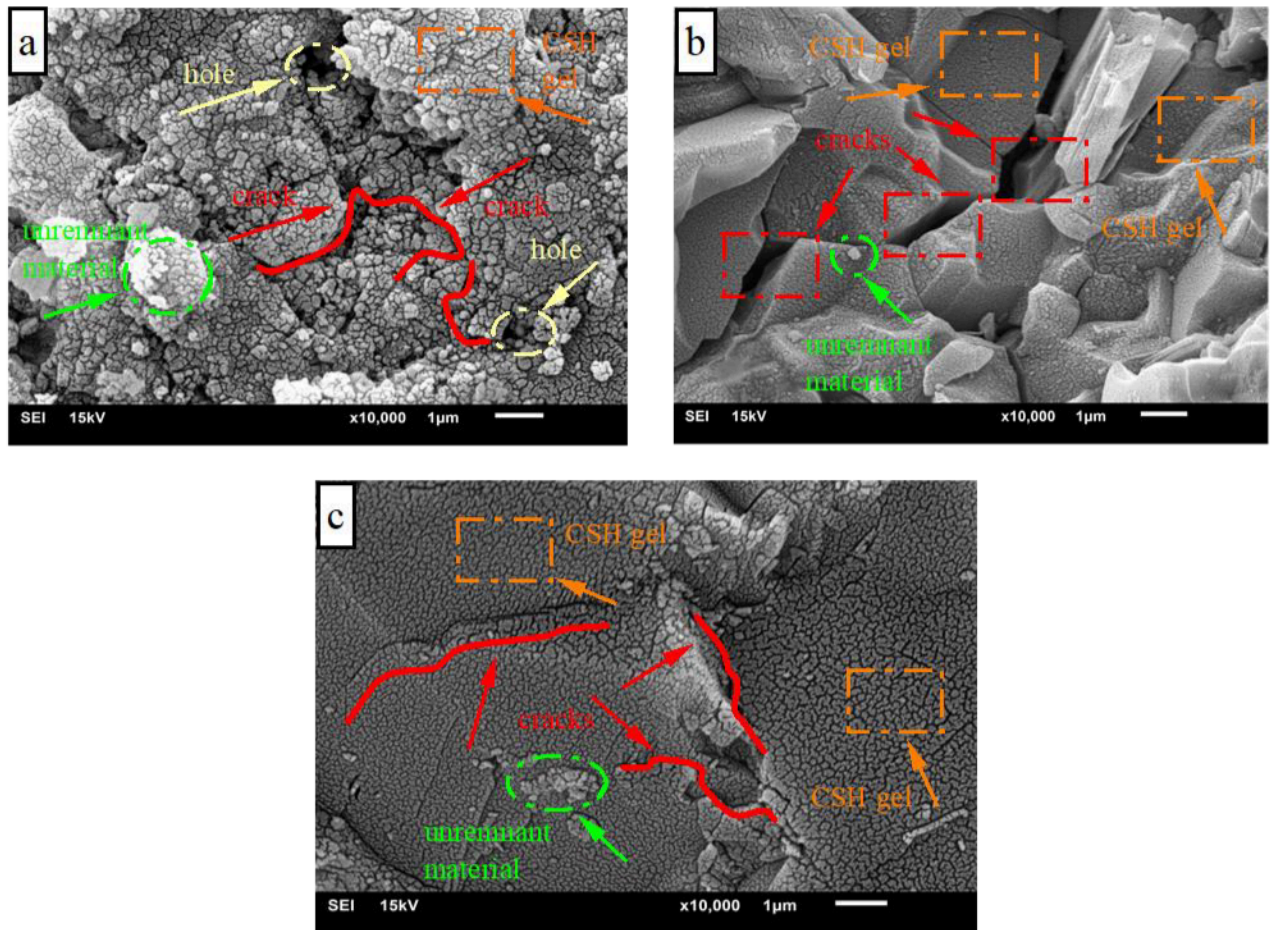 a
hole
CSH
gel
crack
crack
unremnant
material
hole
SEI 15kV x10,000 1μm
b
CSH gel
cracks
CSH gel
unremnant
material
SEI 15kV x10,000 1μm
c
CSH gel
cracks
CSH gel
unremnant
material
SEI 15kV x10,000 1μm